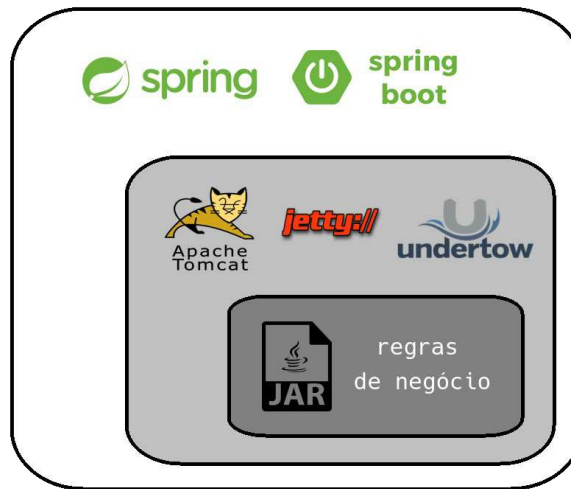 spring
spring
boot
Apache
Tomcat
jetty://
undertow
JAR
regras
de negócio